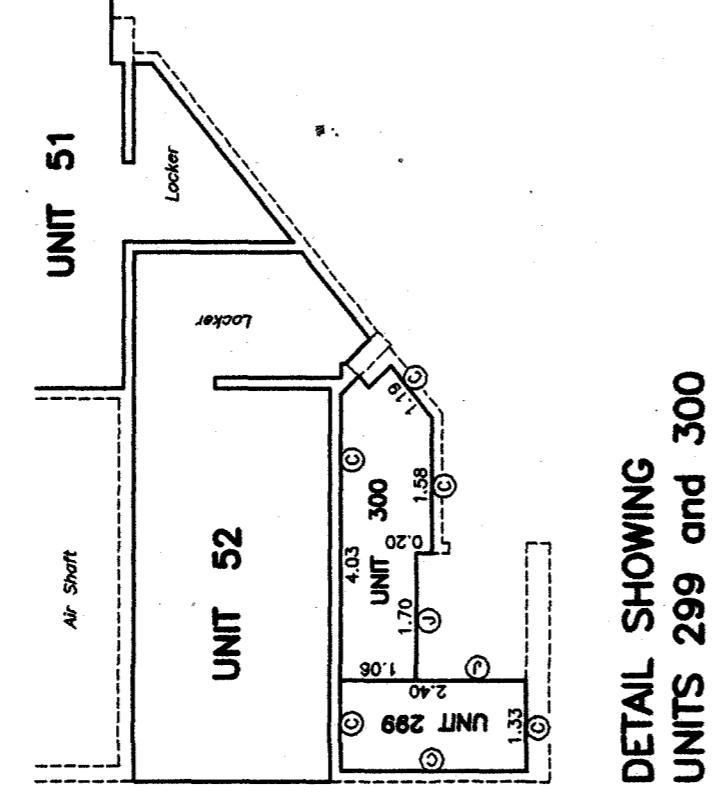 UNIT 51
Locker
Locker
Air Shaft
UNIT 52
C
1.19
C
4.03
UNIT 300
1.58
C
0.20
1.70
J
1.06
J
2.40
C
UNIT 299
1.33
C
C
DETAIL SHOWING
UNITS 299 and 300